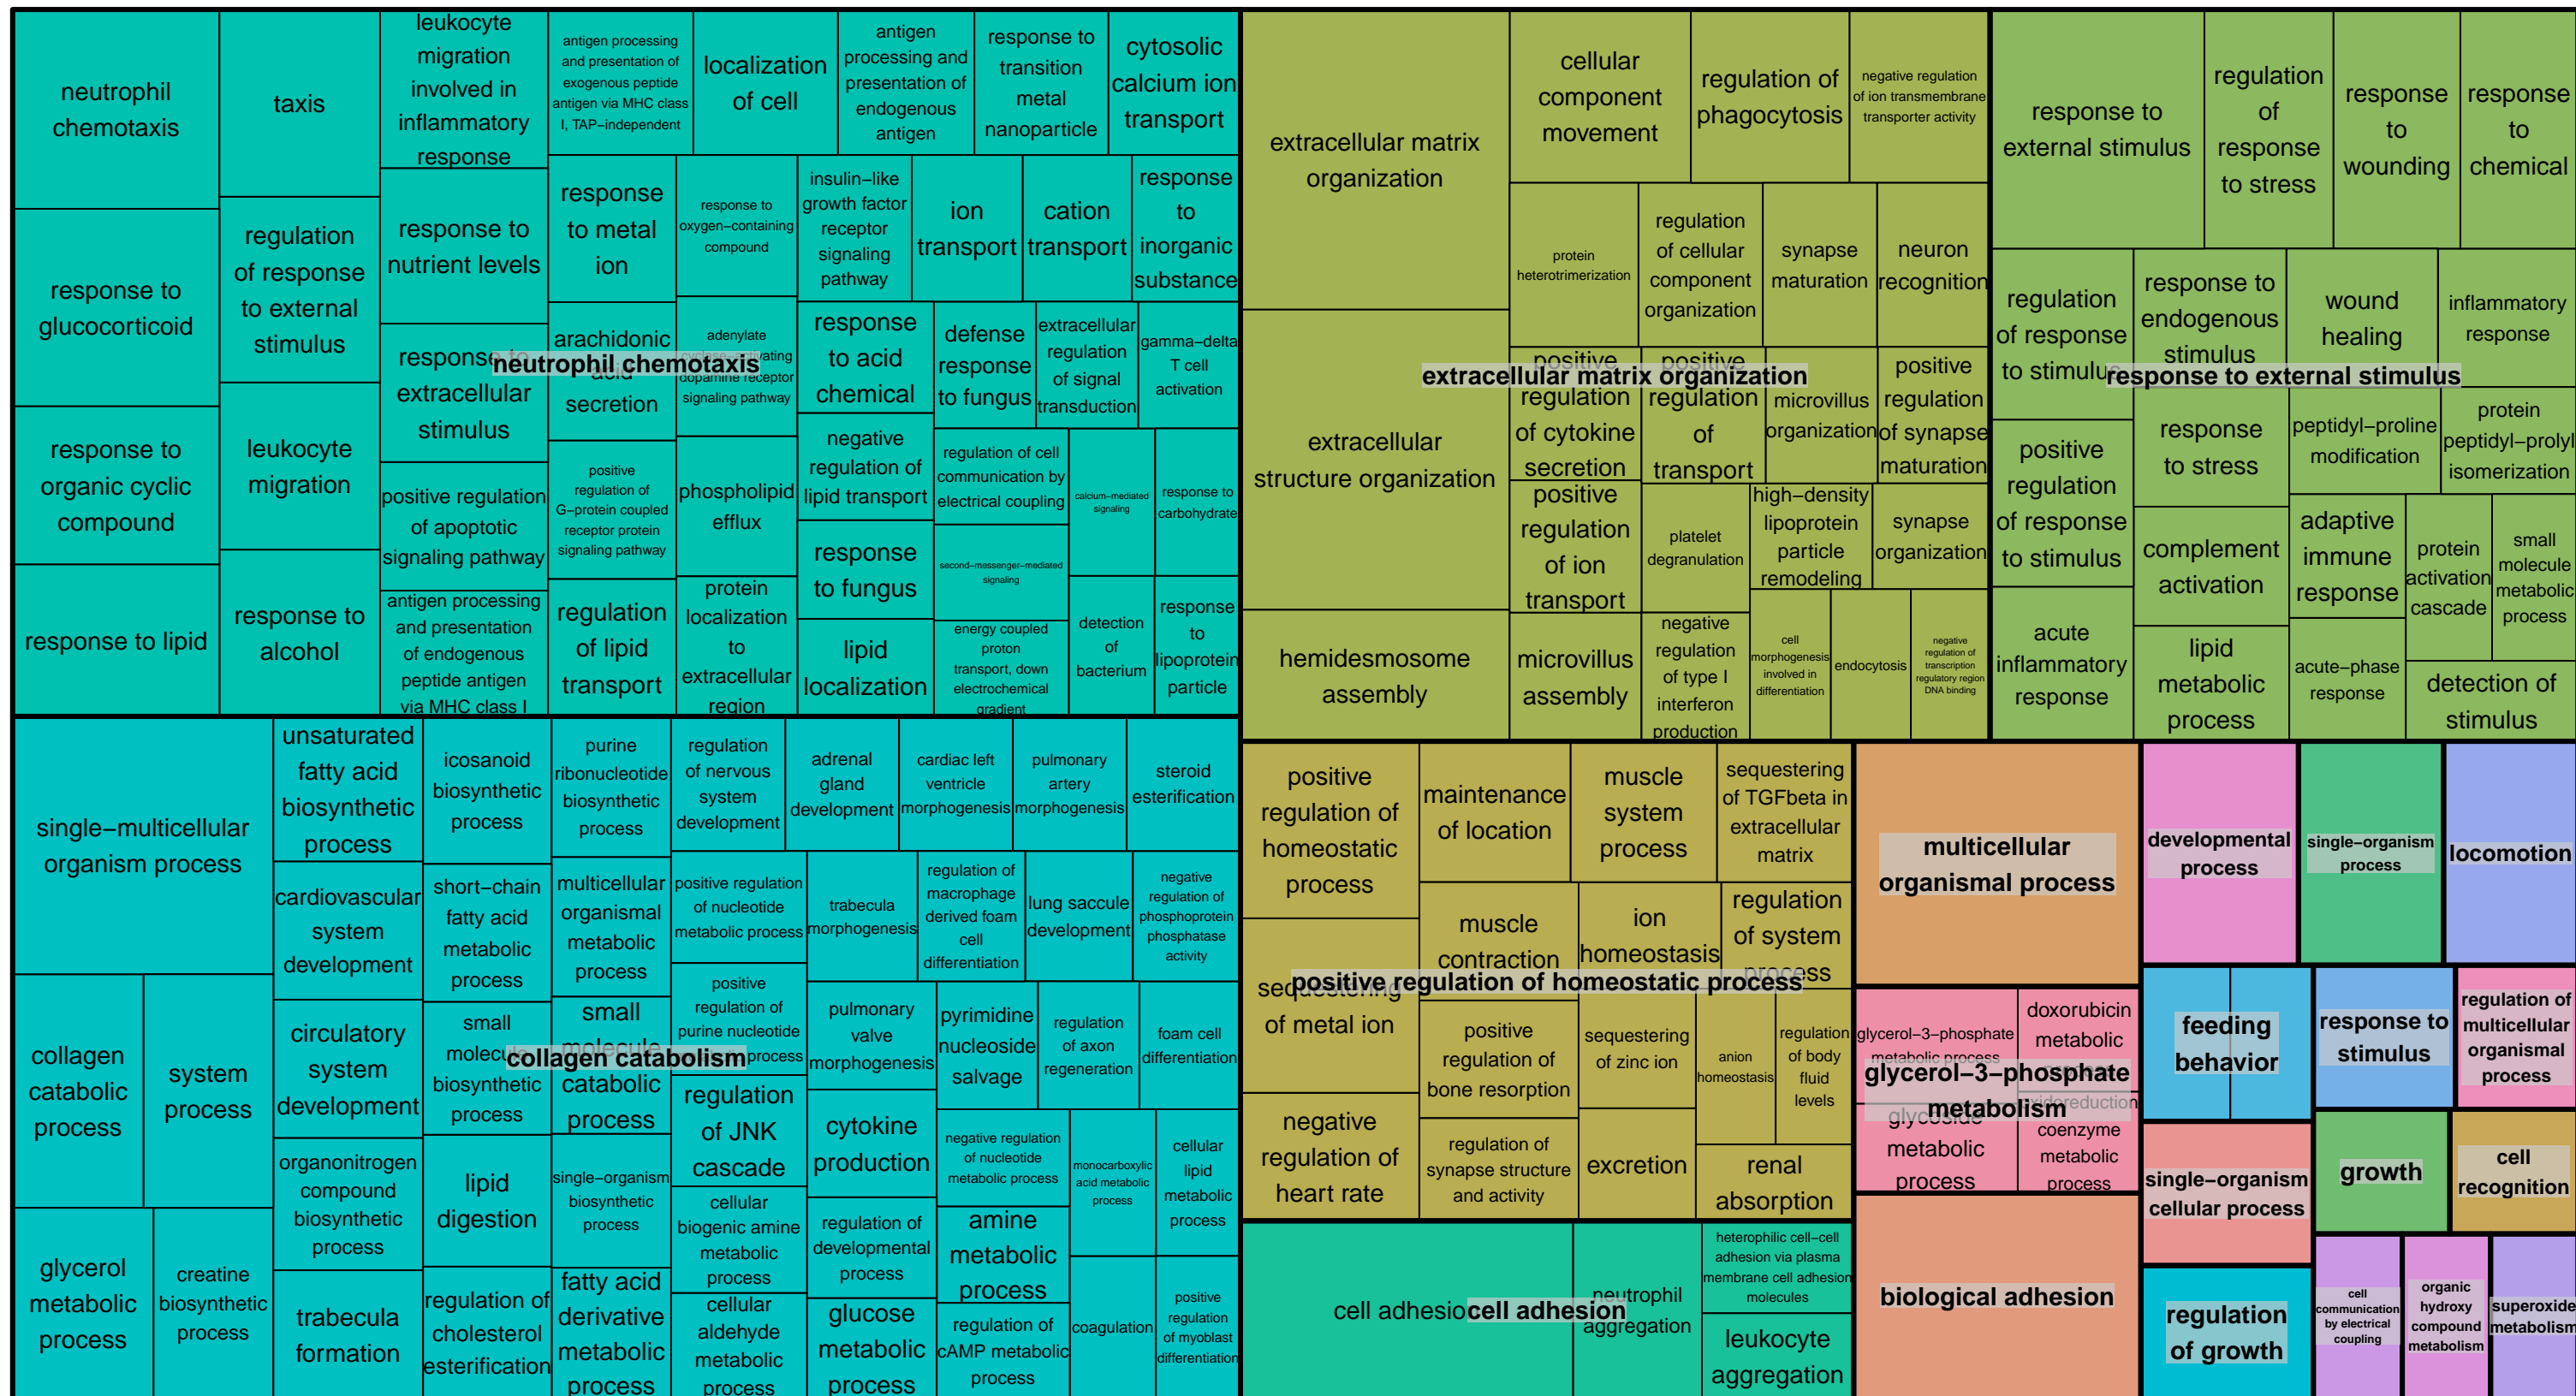 neutrophil
chemotaxis
taxis
leukocyte
migration
involved in
inflammatory
response
antigen processing
and presentation of
exogenous peptide
antigen via MHC class
I, TAP−independent
localization
of cell
antigen
processing and
presentation of
endogenous
antigen
response to
transition
metal
nanoparticle
cytosolic
calcium ion
transport
response to
glucocorticoid
regulation
of response
to external
stimulus
response to
nutrient levels
response
to metal
ion
response to
oxygen−containing
compound
insulin−like
growth factor
receptor
signaling
pathway
ion
transport
cation
transport
response
to
inorganic
substance
response to
extracellular
stimulus
arachidonic
acid
secretion
adenylate
cyclase−activating
dopamine receptor
signaling pathway
response
to acid
chemical
defense
response
to fungus
extracellular
regulation
of signal
transduction
gamma−delta
T cell
activation
neutrophil chemotaxis
response to
organic cyclic
compound
leukocyte
migration
positive regulation
of apoptotic
signaling pathway
positive
regulation of
G−protein coupled
receptor protein
signaling pathway
phospholipid
efflux
negative
regulation of
lipid transport
regulation of cell
communication by
electrical coupling
calcium−mediated
signaling
response to
carbohydrate
response to lipid
response to
alcohol
antigen processing
and presentation
of endogenous
peptide antigen
via MHC class I
regulation
of lipid
transport
protein
localization
to
extracellular
region
response
to fungus
second−messenger−mediated
signaling
lipid
localization
energy coupled
proton
transport, down
electrochemical
gradient
detection
of
bacterium
response
to
lipoprotein
particle
extracellular matrix
organization
cellular
component
movement
regulation of
phagocytosis
negative regulation
of ion transmembrane
transporter activity
protein
heterotrimerization
regulation
of cellular
component
organization
synapse
maturation
neuron
recognition
extracellular
structure organization
positive
regulation
of cytokine
secretion
positive
regulation
of
transport
microvillus
organization
positive
regulation
of synapse
maturation
extracellular matrix organization
positive
regulation
of ion
transport
platelet
degranulation
high−density
lipoprotein
particle
remodeling
synapse
organization
hemidesmosome
assembly
microvillus
assembly
negative
regulation
of type I
interferon
production
cell
morphogenesis
involved in
differentiation
endocytosis
negative
regulation of
transcription
regulatory region
DNA binding
response to
external stimulus
regulation
of
response
to stress
response
to
wounding
response
to
chemical
regulation
of response
to stimulus
response to
endogenous
stimulus
wound
healing
inflammatory
response
response to external stimulus
positive
regulation
of response
to stimulus
response
to stress
peptidyl−proline
modification
protein
peptidyl−prolyl
isomerization
complement
activation
adaptive
immune
response
protein
activation
cascade
small
molecule
metabolic
process
acute
inflammatory
response
lipid
metabolic
process
acute−phase
response
detection of
stimulus
single−multicellular
organism process
unsaturated
fatty acid
biosynthetic
process
icosanoid
biosynthetic
process
purine
ribonucleotide
biosynthetic
process
regulation
of nervous
system
development
adrenal
gland
development
cardiac left
ventricle
morphogenesis
pulmonary
artery
morphogenesis
steroid
esterification
cardiovascular
system
development
short−chain
fatty acid
metabolic
process
multicellular
organismal
metabolic
process
positive regulation
of nucleotide
metabolic process
trabecula
morphogenesis
regulation of
macrophage
derived foam
cell
differentiation
lung saccule
development
negative
regulation of
phosphoprotein
phosphatase
activity
collagen
catabolic
process
system
process
circulatory
system
development
small
molecule
biosynthetic
process
small
molecule
catabolic
process
positive
regulation of
purine nucleotide
process
pulmonary
valve
morphogenesis
pyrimidine
nucleoside
salvage
regulation
of axon
regeneration
foam cell
differentiation
collagen catabolism
organonitrogen
compound
biosynthetic
process
lipid
digestion
single−organism
biosynthetic
process
regulation
of JNK
cascade
cytokine
production
negative regulation
of nucleotide
metabolic process
monocarboxylic
acid metabolic
process
cellular
lipid
metabolic
process
glycerol
metabolic
process
creatine
biosynthetic
process
trabecula
formation
regulation of
cholesterol
esterification
fatty acid
derivative
metabolic
process
cellular
biogenic amine
metabolic
process
cellular
aldehyde
metabolic
process
regulation of
developmental
process
glucose
metabolic
process
amine
metabolic
process
regulation of
cAMP metabolic
process
coagulation
positive
regulation
of myoblast
differentiation
positive
regulation of
homeostatic
process
maintenance
of location
muscle
system
process
sequestering
of TGFbeta in
extracellular
matrix
sequestering
of metal ion
muscle
contraction
ion
homeostasis
regulation
of system
process
positive regulation of homeostatic process
positive
regulation of
bone resorption
sequestering
of zinc ion
anion
homeostasis
regulation
of body
fluid
levels
negative
regulation of
heart rate
regulation of
synapse structure
and activity
excretion
renal
absorption
cell adhesion
cell adhesion
neutrophil
aggregation
heterophilic cell−cell
adhesion via plasma
membrane cell adhesion
molecules
leukocyte
aggregation
multicellular
organismal process
glycerol−3−phosphate
metabolic process
doxorubicin
metabolic
glycerol−3−phosphate
metabolism
glycoside
metabolic
process
oxidoreduction
coenzyme
metabolic
process
biological adhesion
developmental
process
single−organism
process
locomotion
feeding
behavior
response to
stimulus
regulation of
multicellular
organismal
process
single−organism
cellular process
growth
cell
recognition
regulation
of growth
cell
communication
by electrical
coupling
organic
hydroxy
compound
metabolism
superoxide
metabolism